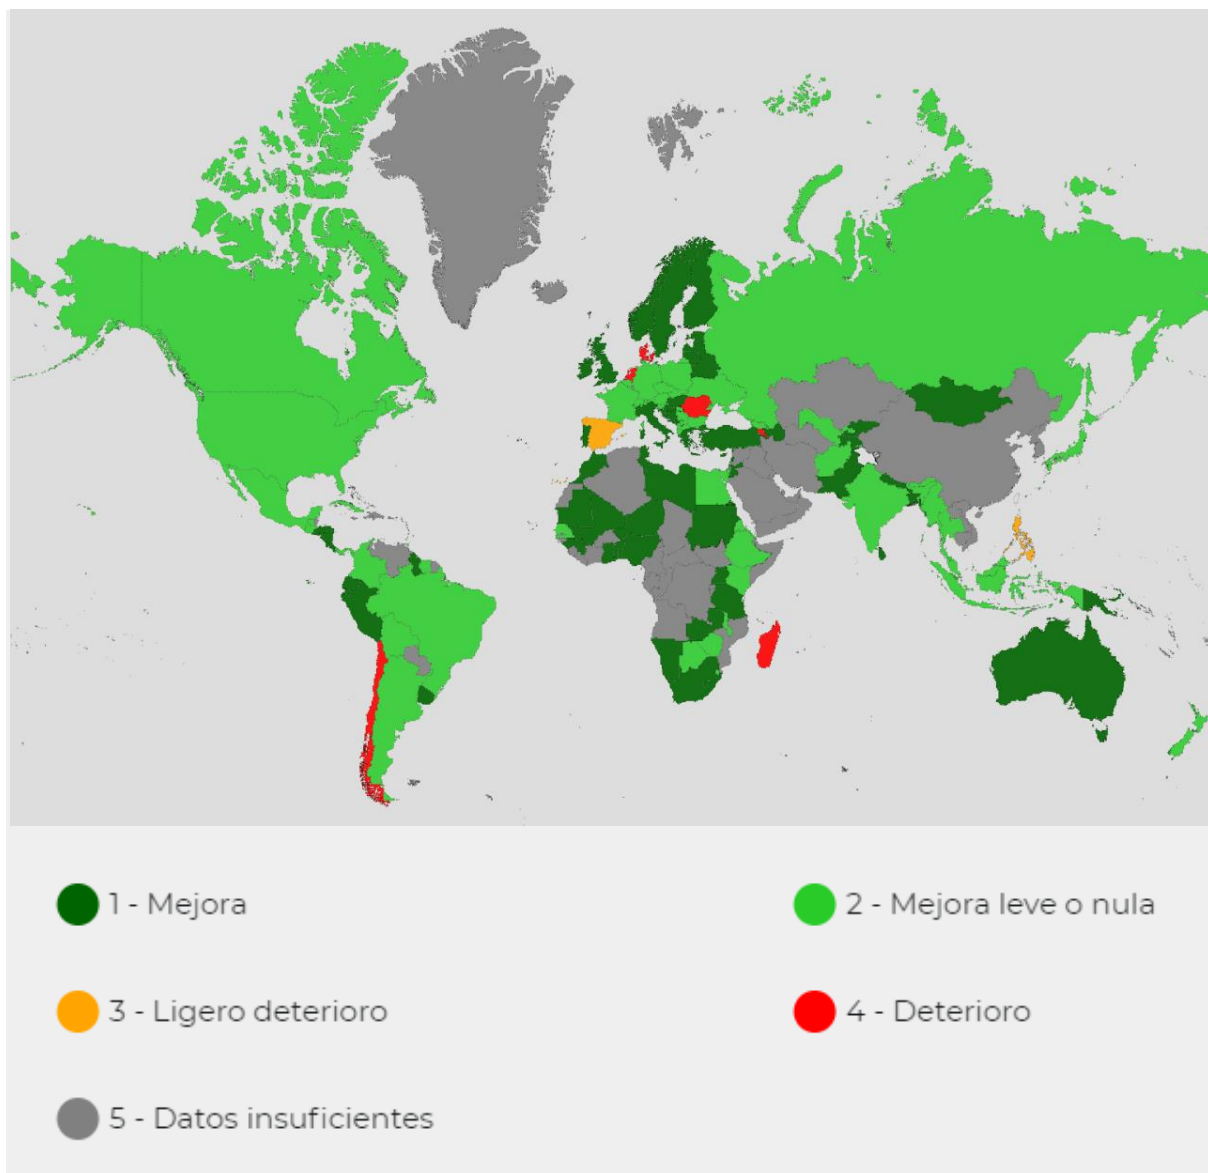 1 - Mejora
2 - Mejora leve o nula
3 - Ligero deterioro
4 - Deterioro
5 - Datos insuficientes